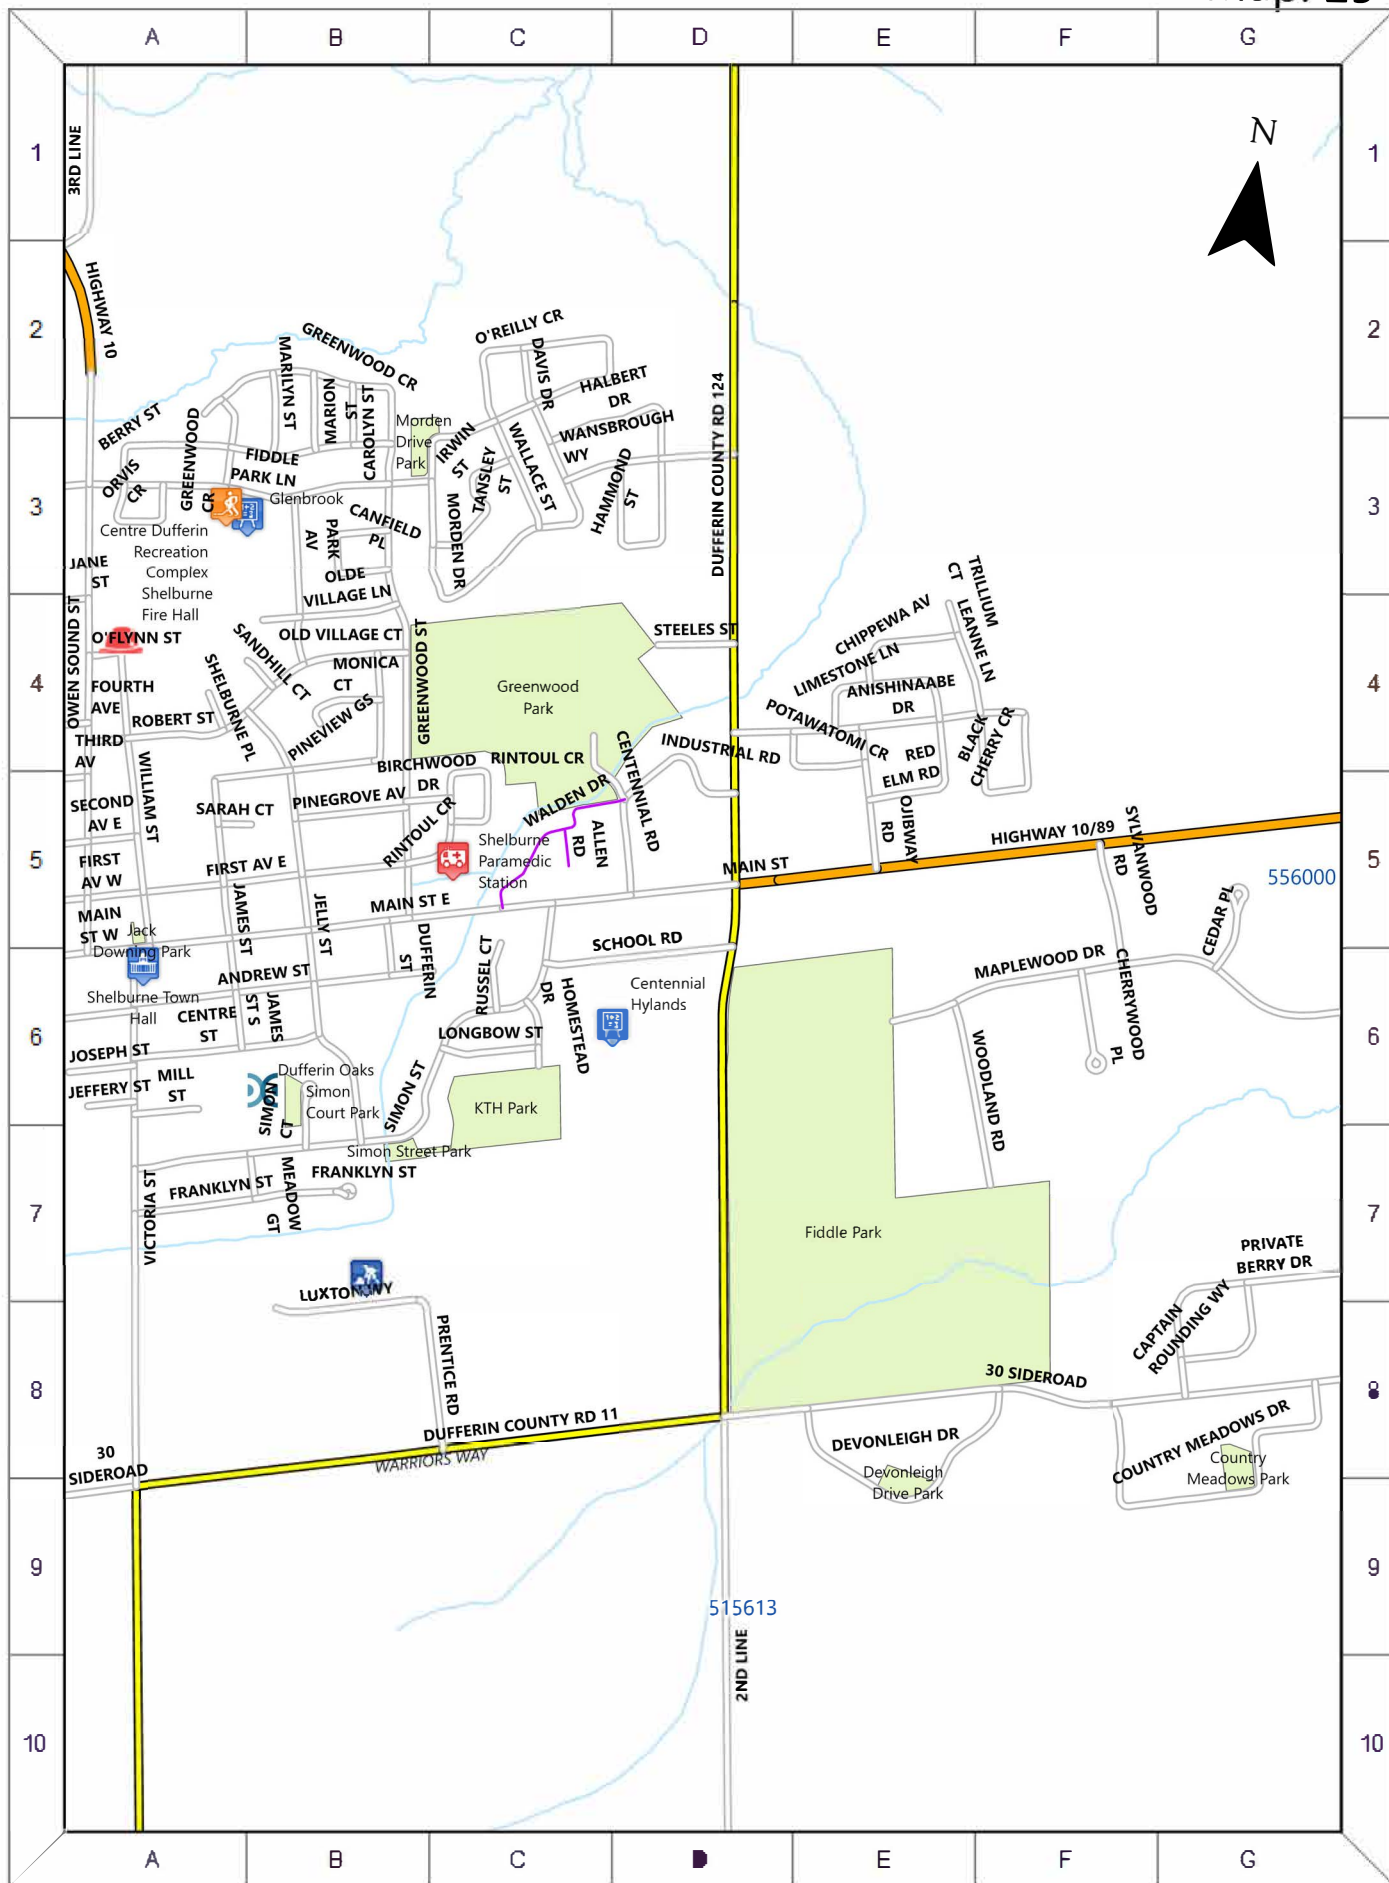 A B C D E F G
1 1
N
3RD LINE
HIGHWAY 10
2 2
GREENWOOD CR
O'REILLY CR
MARILYN ST
MARION
ST
CAROLYN ST
DAVIS DR
HALBERT
DR
DUFFERIN COUNTY RD 124
BERRY ST
GREENWOOD
CR
Morden
Drive
Park
IRWIN
ST
WANSBROUGH
WY
WALLACE ST
TANSLEY
ST
HAMMOND
ST
FIDDLE
PARK LN
ORVIS
CR
3 3
Glenbrook
Centre Dufferin
Recreation
Complex
Shelburne
Fire Hall
PARK
AV
CANFIELD
PL
MORDEN DR
JANE
ST
OLDE
VILLAGE LN
TRILLIUM
CT
LEANNE LN
CHIPPEWA AV
OWEN SOUND ST
O'FLYNN ST
SANDHILL CT
OLD VILLAGE CT
GREENWOOD ST
STEELES ST
4 4
FOURTH
AVE
SHELBURNE PL
MONICA
CT
Greenwood
Park
LIMESTONE LN
ANISHINAABE
DR
ROBERT ST
PINEVIEW GS
POTAWATOMI CR
BLACK
CHERRY CR
THIRD
AV
WILLIAM ST
BIRCHWOOD
DR
RINTOUL CR
CENTENNIAL RD
INDUSTRIAL RD
RED
ELM RD
SECOND
AV E
SARAH CT
PINEGROVE AV
RINTOUL CR
WALDEN DR
ALLEN
RD
OJIBWAY
RD
HIGHWAY 10/89
SYLVANWOOD
RD
5 5
FIRST
AV W
FIRST AV E
Shelburne
Paramedic
Station
MAIN ST
556000
MAIN
ST W
JAMES ST
JELLY ST
MAIN ST E
Jack
Downing Park
DUFFERIN
ST
RUSSEL CT
SCHOOL RD
CEDAR PL
MAPLEWOOD DR
CHERRYWOOD
PL
Shelburne Town
Hall
ANDREW ST
HOMESTEAD
DR
Centennial
Hylands
6 6
CENTRE
ST
JAMES
ST S
LONGBOW ST
WOODLAND RD
JOSEPH ST
JEFFERY ST
MILL
ST
Dufferin Oaks
Simon
Court Park
SIMON
CT
SIMON ST
KTH Park
Simon Street Park
FRANKLYN ST
FRANKLYN ST
MEADOW
GT
VICTORIA ST
7 7
Fiddle Park
PRIVATE
BERRY DR
LUXTON WY
PRENTICE RD
CAPTAIN
ROUNDING WY
8 8
30 SIDEROAD
DUFFERIN COUNTY RD 11
WARRIORS WAY
30
SIDEROAD
DEVONLEIGH DR
Devonleigh
Drive Park
COUNTRY MEADOWS DR
Country
Meadows Park
9 9
515613
2ND LINE
10 10
A B C D E F G